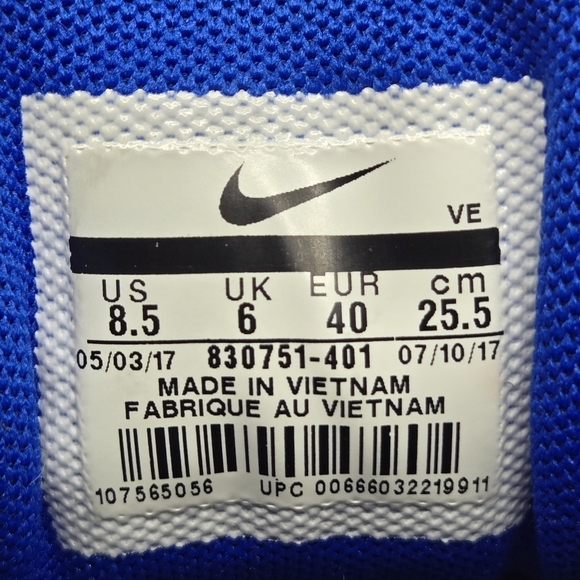 VE
US UK EUR cm
8.5 6 40 25.5
05/03/17 830751-401 07/10/17
MADE IN VIETNAM
FABRIQUE AU VIETNAM
107565056 UPC 00666032219911